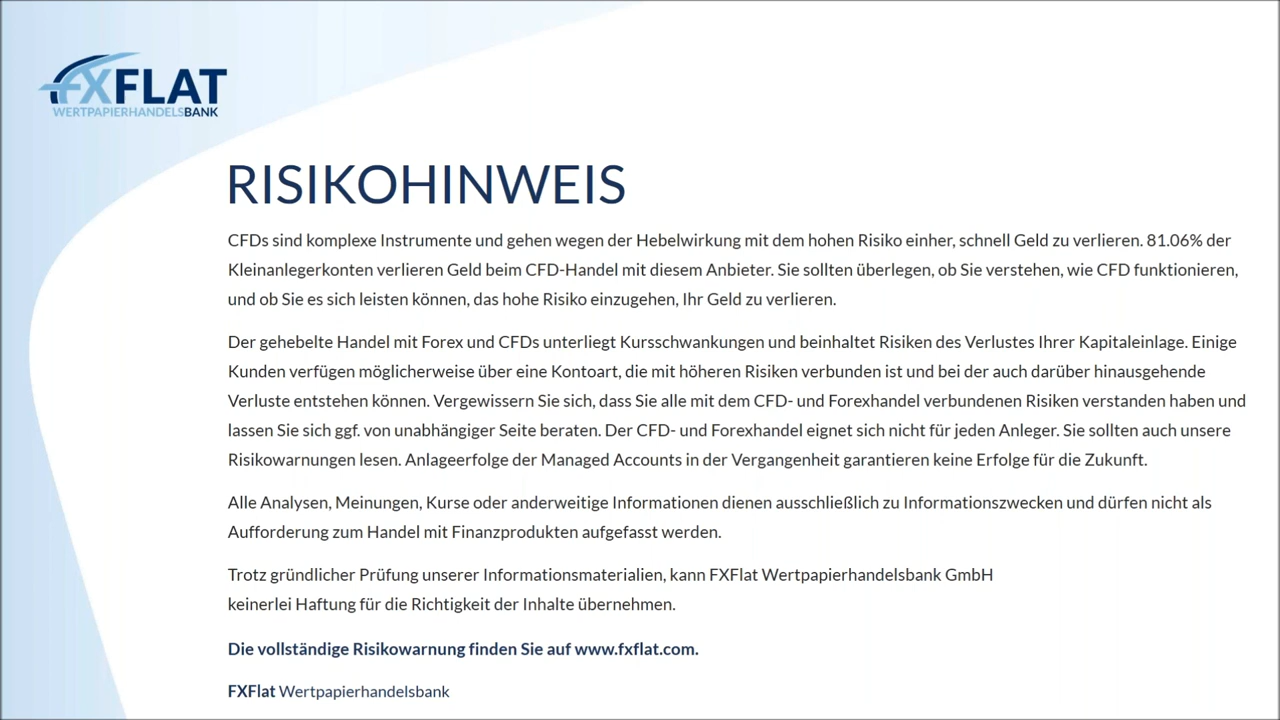 FXFLAT
WERTPAPIERHANDELSBANK
RISIKOHINWEIS
CFDs sind komplexe Instrumente und gehen wegen der Hebelwirkung mit dem hohen Risiko einher, schnell Geld zu verlieren. 81.06% der
Kleinanlegerkonten verlieren Geld beim CFD-Handel mit diesem Anbieter. Sie sollten überlegen, ob Sie verstehen, wie CFD funktionieren,
und ob Sie es sich leisten können, das hohe Risiko einzugehen, Ihr Geld zu verlieren.
Der gehebelte Handel mit Forex und CFDs unterliegt Kursschwankungen und beinhaltet Risiken des Verlustes Ihrer Kapitaleinlage. Einige
Kunden verfügen möglicherweise über eine Kontoart, die mit höheren Risiken verbunden ist und bei der auch darüber hinausgehende
Verluste entstehen können. Vergewissern Sie sich, dass Sie alle mit dem CFD- und Forexhandel verbundenen Risiken verstanden haben und
lassen Sie sich ggf. von unabhängiger Seite beraten. Der CFD- und Forexhandel eignet sich nicht für jeden Anleger. Sie sollten auch unsere
Risikowarnungen lesen. Anlageerfolge der Managed Accounts in der Vergangenheit garantieren keine Erfolge für die Zukunft.
Alle Analysen, Meinungen, Kurse oder anderweitige Informationen dienen ausschließlich zu Informationszwecken und dürfen nicht als
Aufforderung zum Handel mit Finanzprodukten aufgefasst werden.
Trotz gründlicher Prüfung unserer Informationsmaterialien, kann FXFlat Wertpapierhandelsbank GmbH
keinerlei Haftung für die Richtigkeit der Inhalte übernehmen.
Die vollständige Risikowarnung finden Sie auf www.fxflat.com.
FXFlat Wertpapierhandelsbank